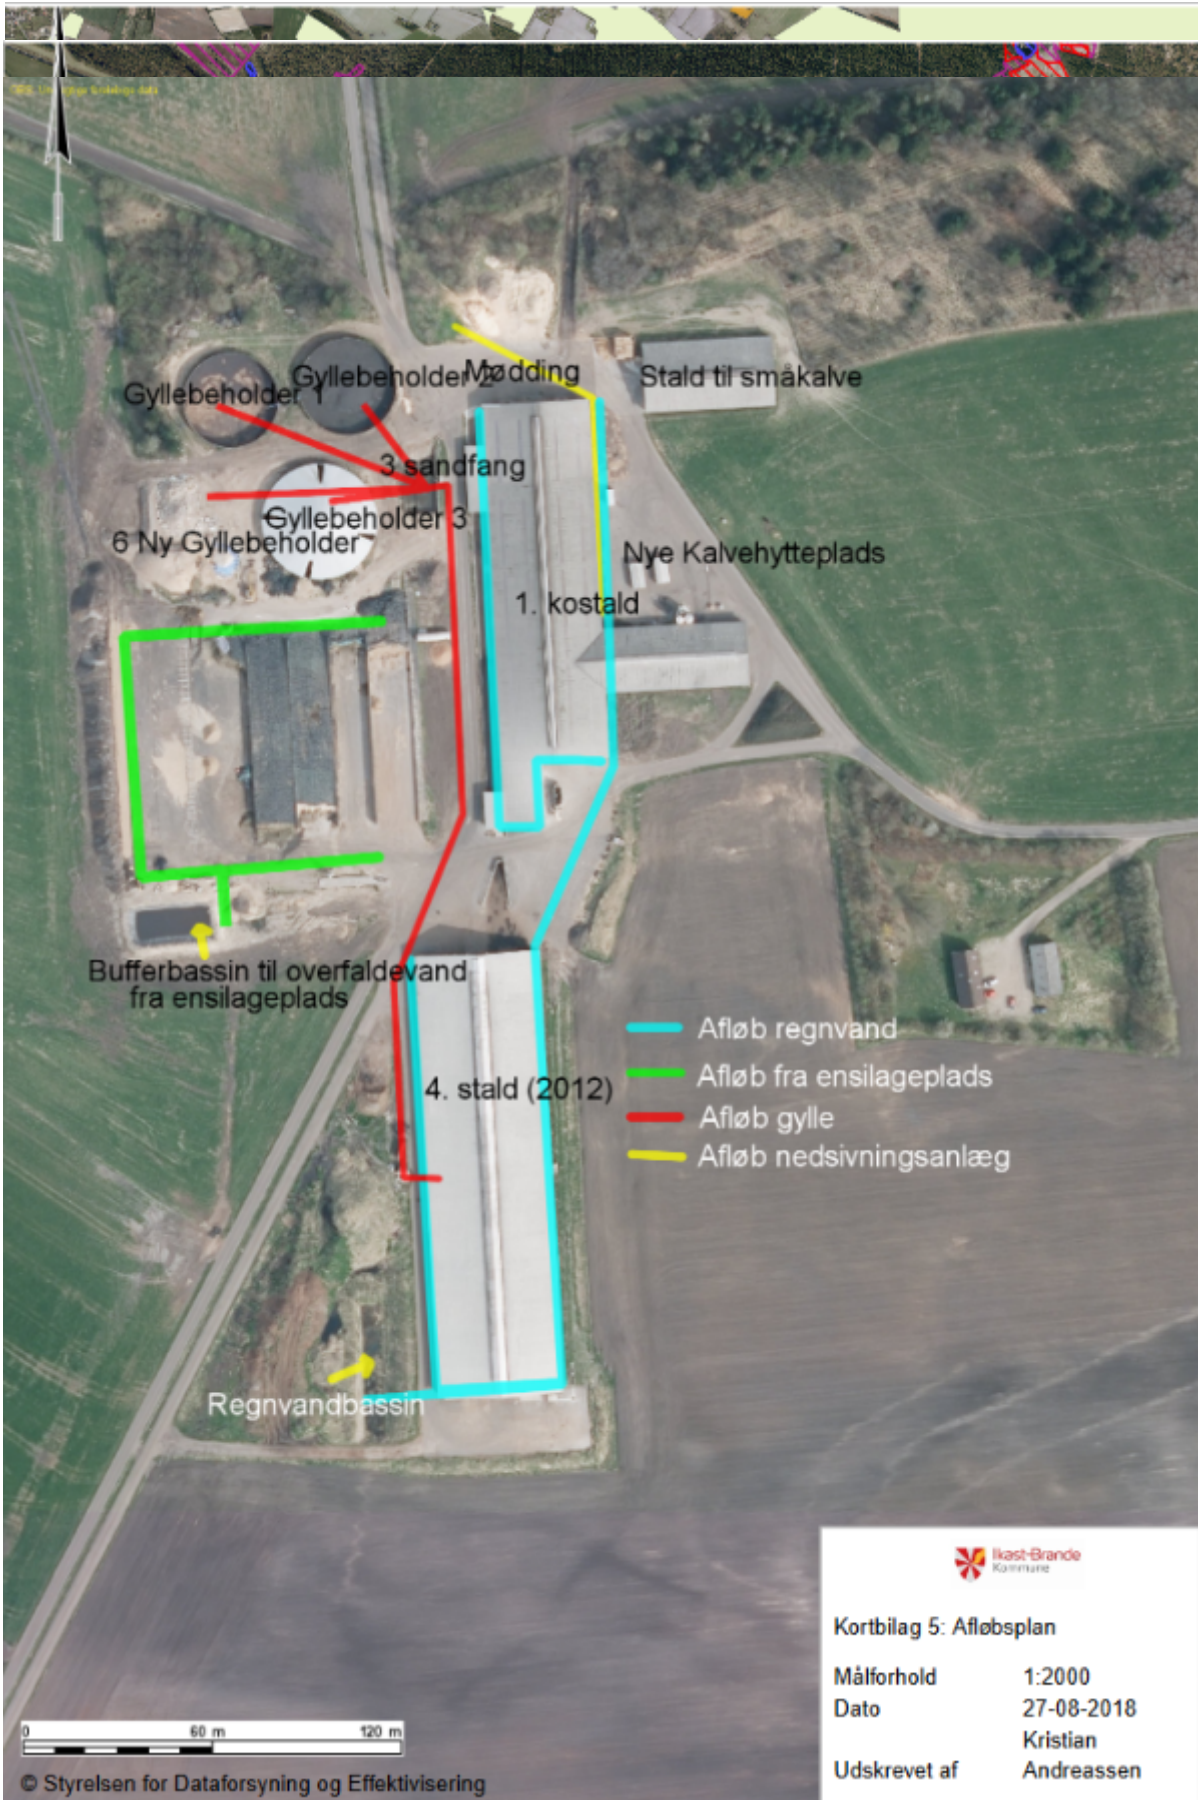 Gyllebeholder 1
Gyllebeholder 2
Mødding
Stald til småkalve
3 sandfang
Gyllebeholder 3
6 Ny Gyllebeholder
Nye Kalvehytteplads
1. kostald
Bufferbassin til overfaldevand
fra ensilageplads
Afløb regnvand
Afløb fra ensilageplads
Afløb gylle
Afløb nedsivningsanlæg
4. stald (2012)
Regnvandbassin
Ikast-Brande
Kommune
Kortbilag 5: Afløbsplan
Målforhold 1:2000
Dato 27-08-2018
Kristian
Udskrevet af Andreassen
0 60 m 120 m
© Styrelsen for Dataforsyning og Effektivisering